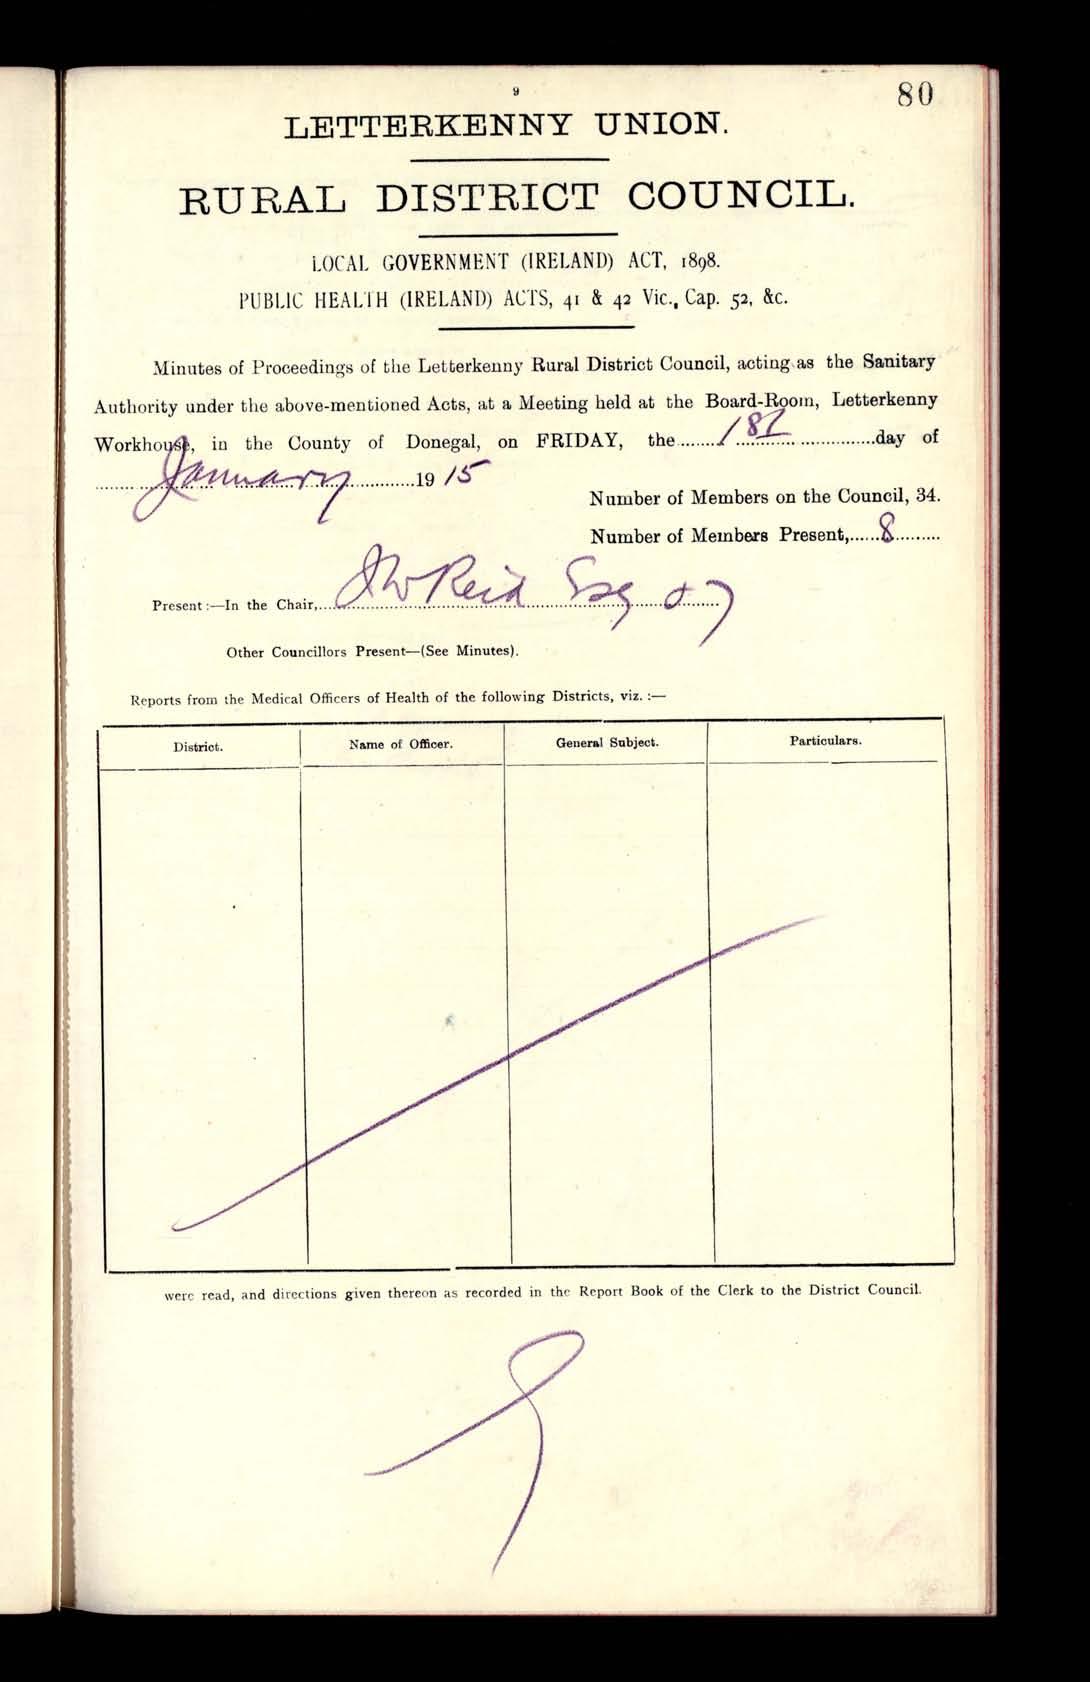 9
80
LETTERKENNY UNION.
RURAL DISTRICT COUNCIL.
LOCAL GOVERNMENT (IRELAND) ACT, 1898.
PUBLIC HEALTH (IRELAND) ACTS, 41 & 42 Vic., Cap. 52, &c.
Minutes of Proceedings of the Letterkenny Rural District Council, acting as the Sanitary
Authority under the above-mentioned Acts, at a Meeting held at the Board-Room, Letterkenny
Workhouse, in the County of Donegal, on FRIDAY, the 1st day of
January 1915
Number of Members on the Council, 34.
Number of Members Present, 8
Present:—In the Chair, J W Reid Esq
Other Councillors Present—(See Minutes).
Reports from the Medical Officers of Health of the following Districts, viz. :—
District. Name of Officer. General Subject. Particulars.
were read, and directions given thereon as recorded in the Report Book of the Clerk to the District Council.